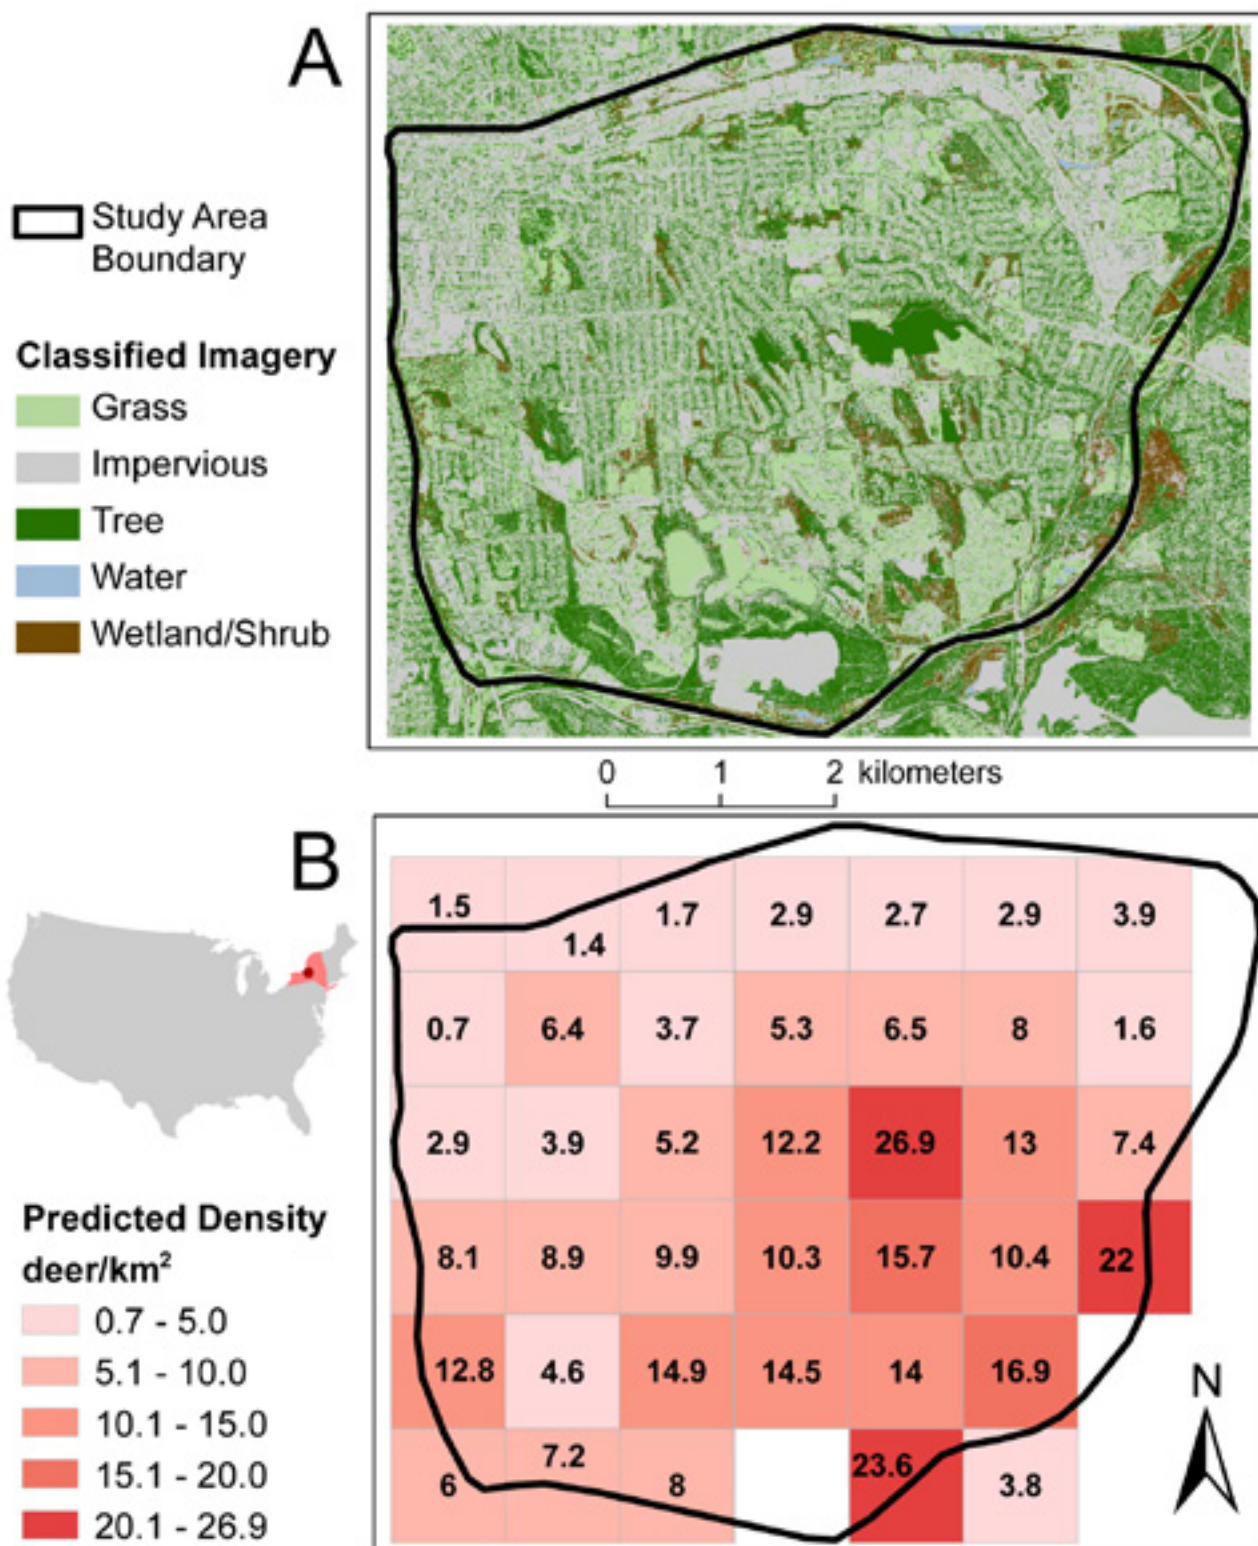 A
Study Area
Boundary
Classified Imagery
Grass
Impervious
Tree
Water
Wetland/Shrub
0 1 2 kilometers
B
1.5 1.4 1.7 2.9 2.7 2.9 3.9
0.7 6.4 3.7 5.3 6.5 8 1.6
2.9 3.9 5.2 12.2 26.9 13 7.4
8.1 8.9 9.9 10.3 15.7 10.4 22
12.8 4.6 14.9 14.5 14 16.9
6 7.2 8 23.6 3.8
Predicted Density
deer/km²
0.7 - 5.0
5.1 - 10.0
10.1 - 15.0
15.1 - 20.0
20.1 - 26.9
N